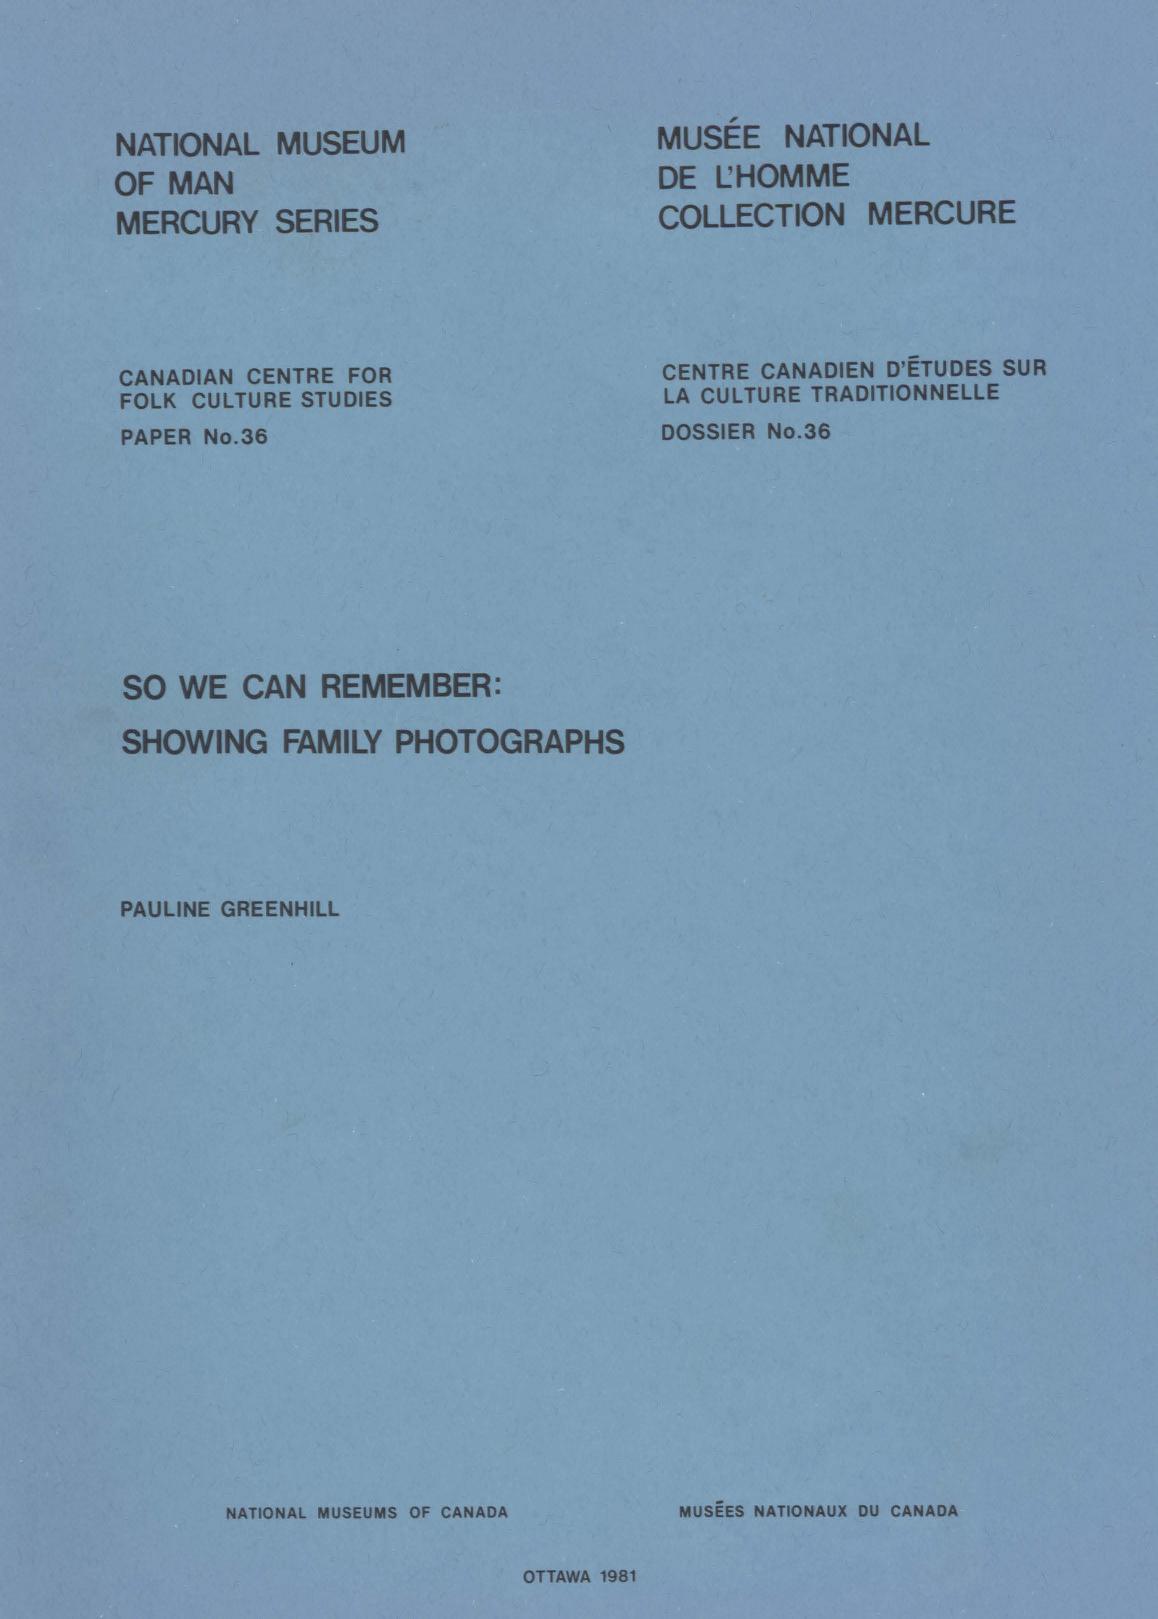 NATIONAL MUSEUM
OF MAN
MERCURY SERIES
MUSÉE NATIONAL
DE L'HOMME
COLLECTION MERCURE
CANADIAN CENTRE FOR
FOLK CULTURE STUDIES
PAPER No.36
CENTRE CANADIEN D'ÉTUDES SUR
LA CULTURE TRADITIONNELLE
DOSSIER No.36
SO WE CAN REMEMBER:
SHOWING FAMILY PHOTOGRAPHS
PAULINE GREENHILL
NATIONAL MUSEUMS OF CANADA
MUSÉES NATIONAUX DU CANADA
OTTAWA 1981